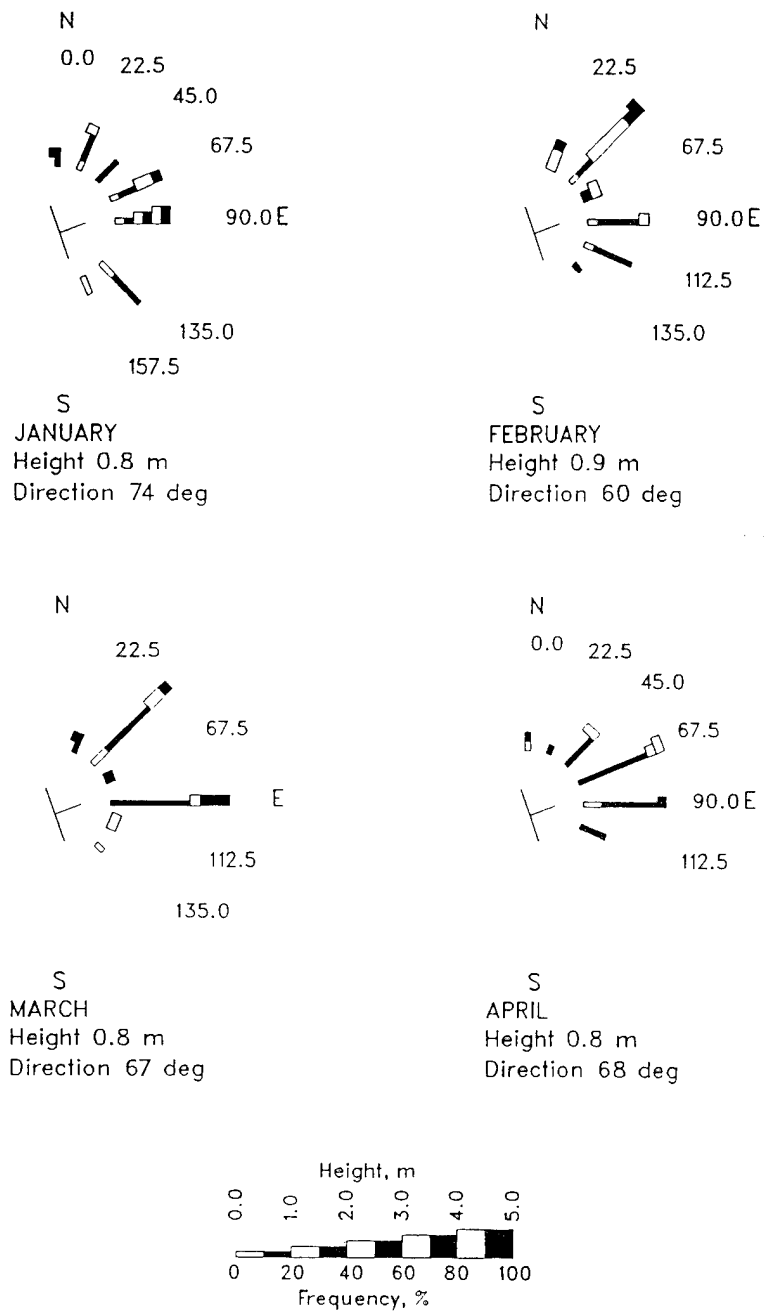 N
0.0 22.5
45.0
67.5
90.0 E
135.0
157.5
S
JANUARY
Height 0.8 m
Direction 74 deg
N
22.5
67.5
90.0 E
112.5
135.0
S
FEBRUARY
Height 0.9 m
Direction 60 deg
N
22.5
67.5
E
112.5
135.0
S
MARCH
Height 0.8 m
Direction 67 deg
N
0.0 22.5
45.0
67.5
90.0 E
112.5
S
APRIL
Height 0.8 m
Direction 68 deg
Height, m
0.0 1.0 2.0 3.0 4.0 5.0
0 20 40 60 80 100
Frequency, %